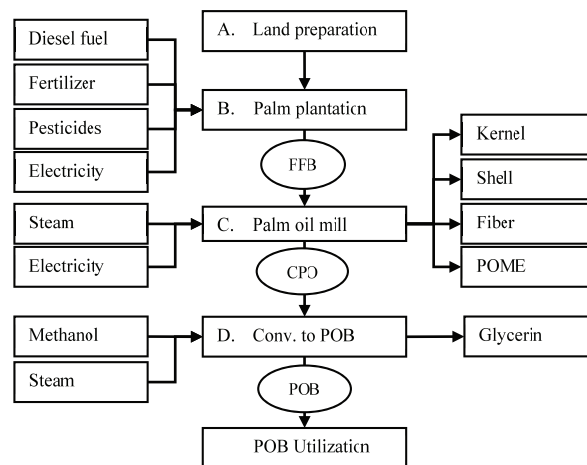 Diesel fuel
Fertilizer
Pesticides
Electricity
Steam
Electricity
Methanol
Steam
A. Land preparation
B. Palm plantation
FFB
C. Palm oil mill
CPO
D. Conv. to POB
POB
POB Utilization
Kernel
Shell
Fiber
POME
Glycerin